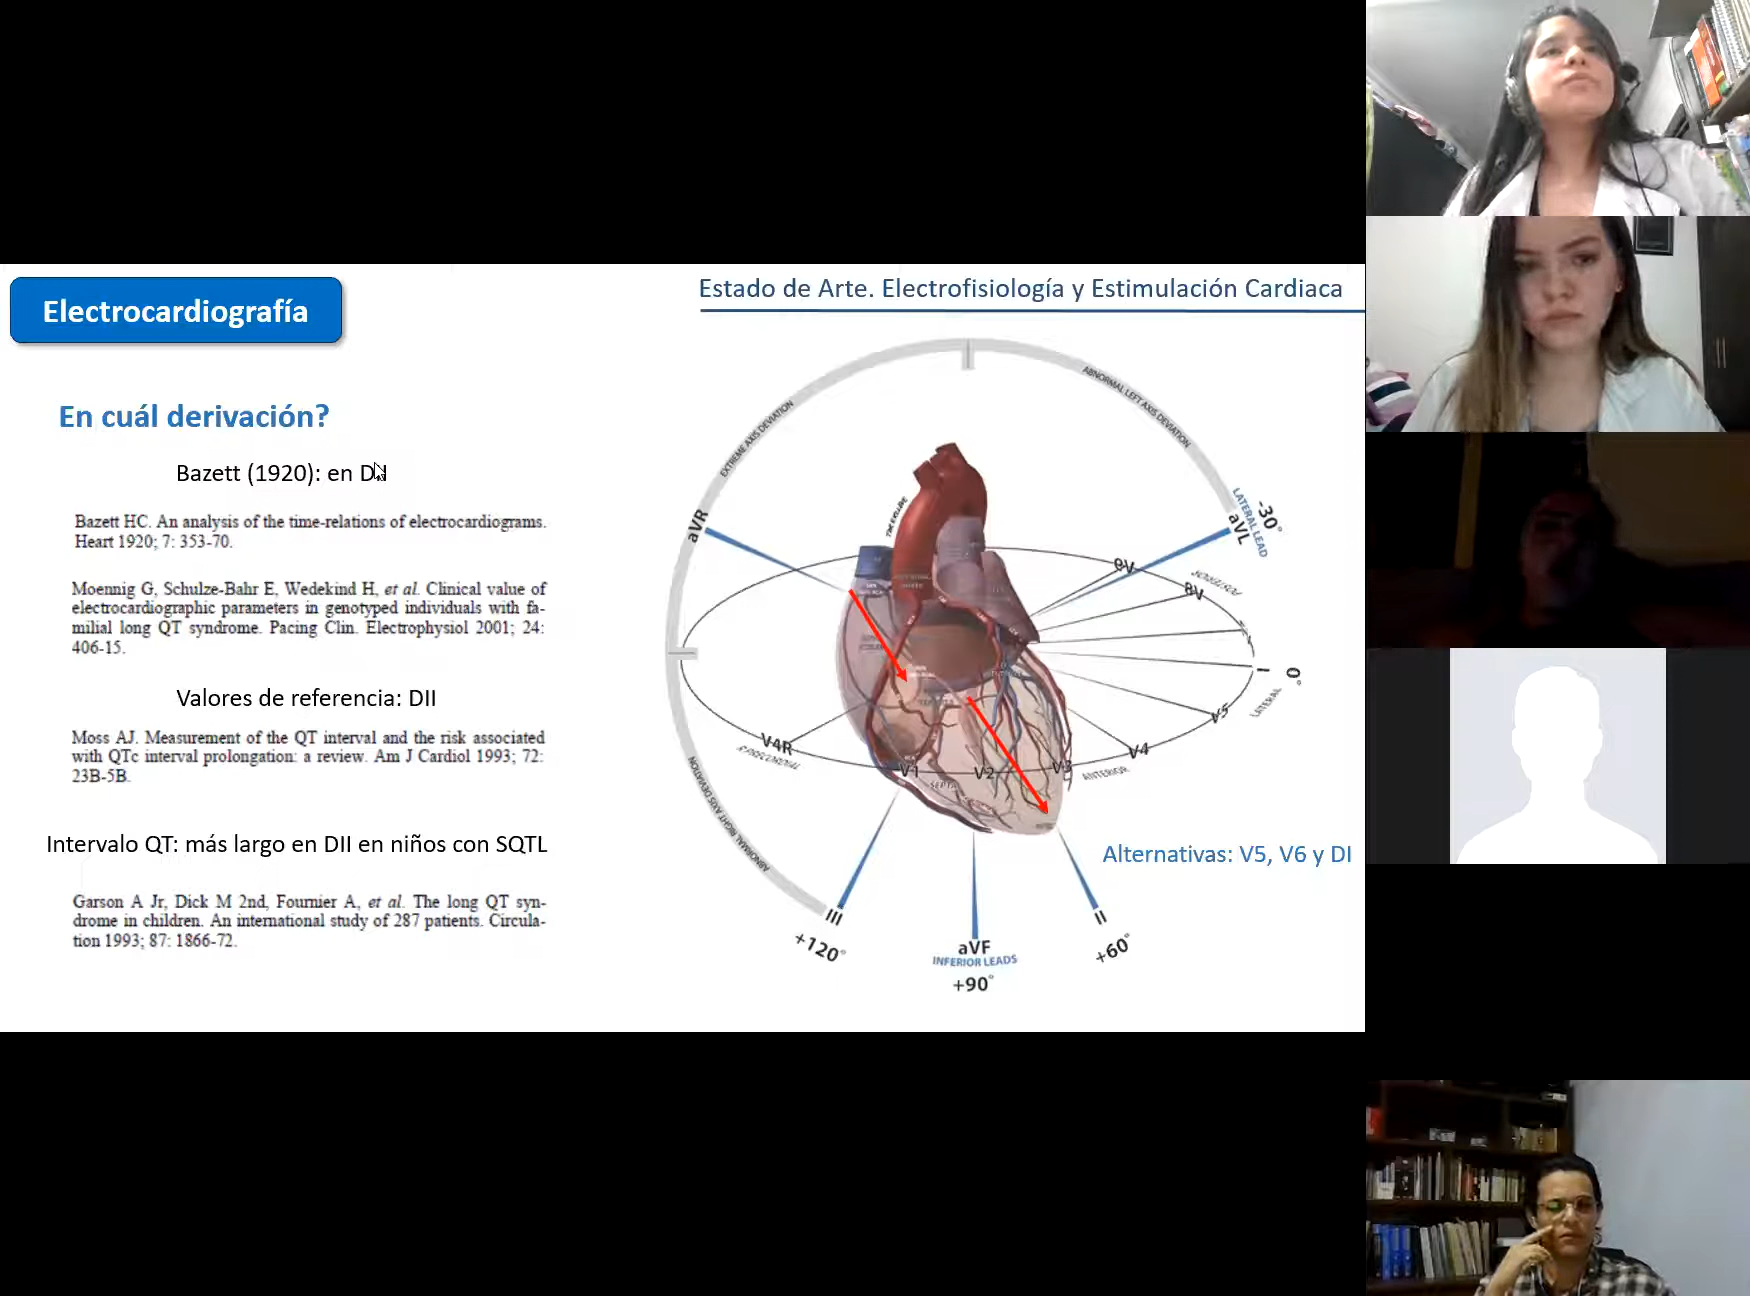 Electrocardiografía
Estado de Arte. Electrofisiología y Estimulación Cardiaca
En cuál derivación?
Bazett (1920): en DII
Bazett HC. An analysis of the time-relations of electrocardiograms.
Heart 1920; 7: 353-70.
Moennig G, Schulze-Bahr E, Wedekind H, et al. Clinical value of
electrocardiographic parameters in genotyped individuals with fa-
milial long QT syndrome. Pacing Clin. Electrophysiol 2001; 24:
406-15.
Valores de referencia: DII
Moss AJ. Measurement of the QT interval and the risk associated
with QTc interval prolongation: a review. Am J Cardiol 1993; 72:
23B-5B.
Intervalo QT: más largo en DII en niños con SQTL
Garson A Jr, Dick M 2nd, Fournier A, et al. The long QT syn-
drome in children. An international study of 287 patients. Circula-
tion 1993; 87: 1866-72.
EXTREME AXIS DEVIATION
ABNORMAL LEFT AXIS DEVIATION
aVR
-30°
aVL
LATERAL LEAD
V9
V8
POSTERIOR
I
0°
V5
LATERAL
V4R
V1
V2
V3
V4
ANTERIOR
ABNORMAL RIGHT AXIS DEVIATION
Alternativas: V5, V6 y DI
III
+120°
aVF
INFERIOR LEADS
+90°
II
+60°